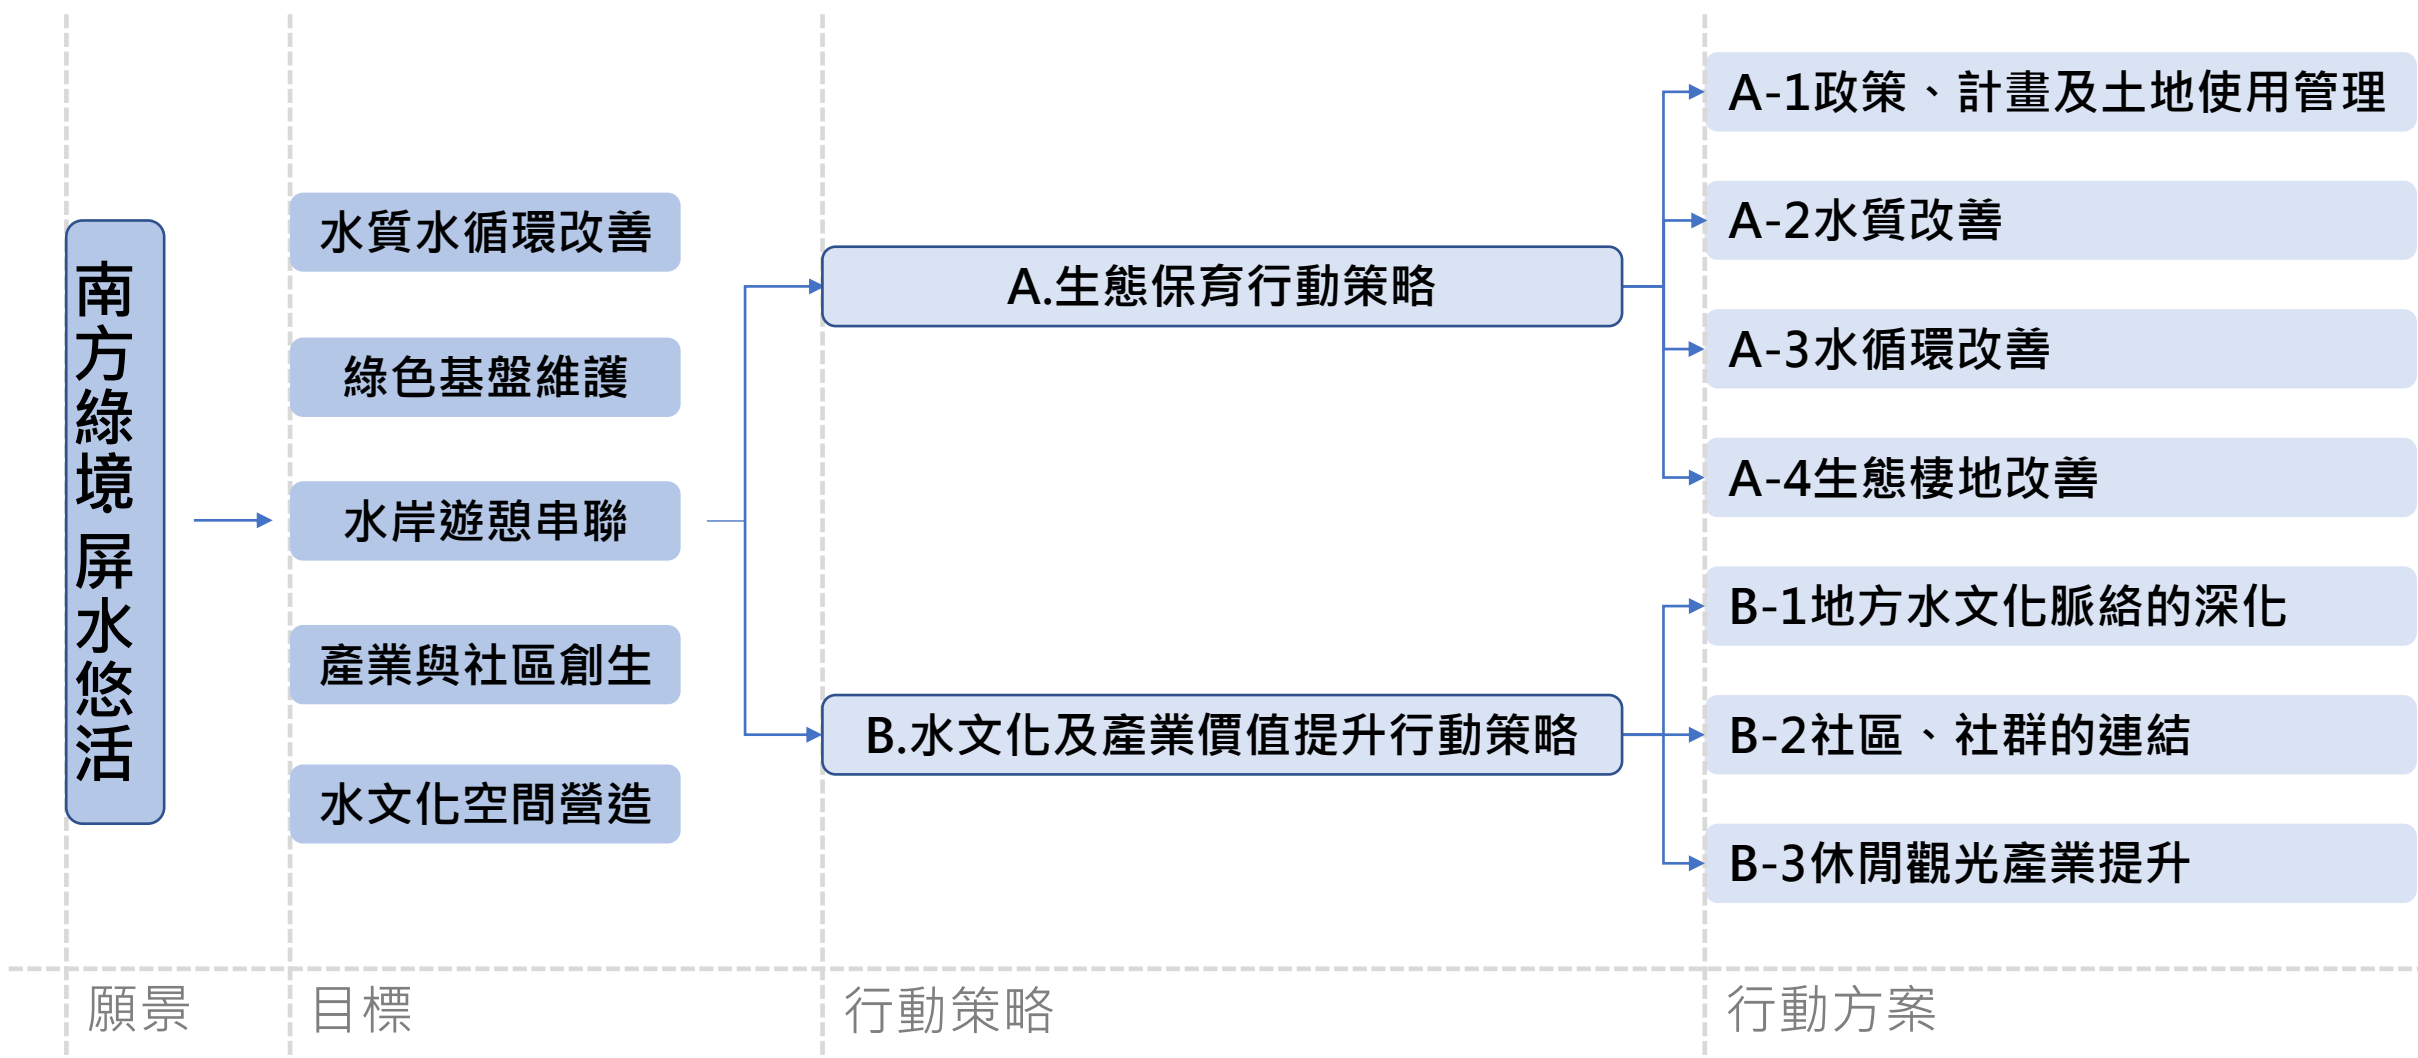 南方綠境·屏水悠活
水質水循環改善
綠色基盤維護
水岸遊憩串聯
產業與社區創生
水文化空間營造
A.生態保育行動策略
B.水文化及產業價值提升行動策略
A-1政策、計畫及土地使用管理
A-2水質改善
A-3水循環改善
A-4生態棲地改善
B-1地方水文化脈絡的深化
B-2社區、社群的連結
B-3休閒觀光產業提升
願景
目標
行動策略
行動方案